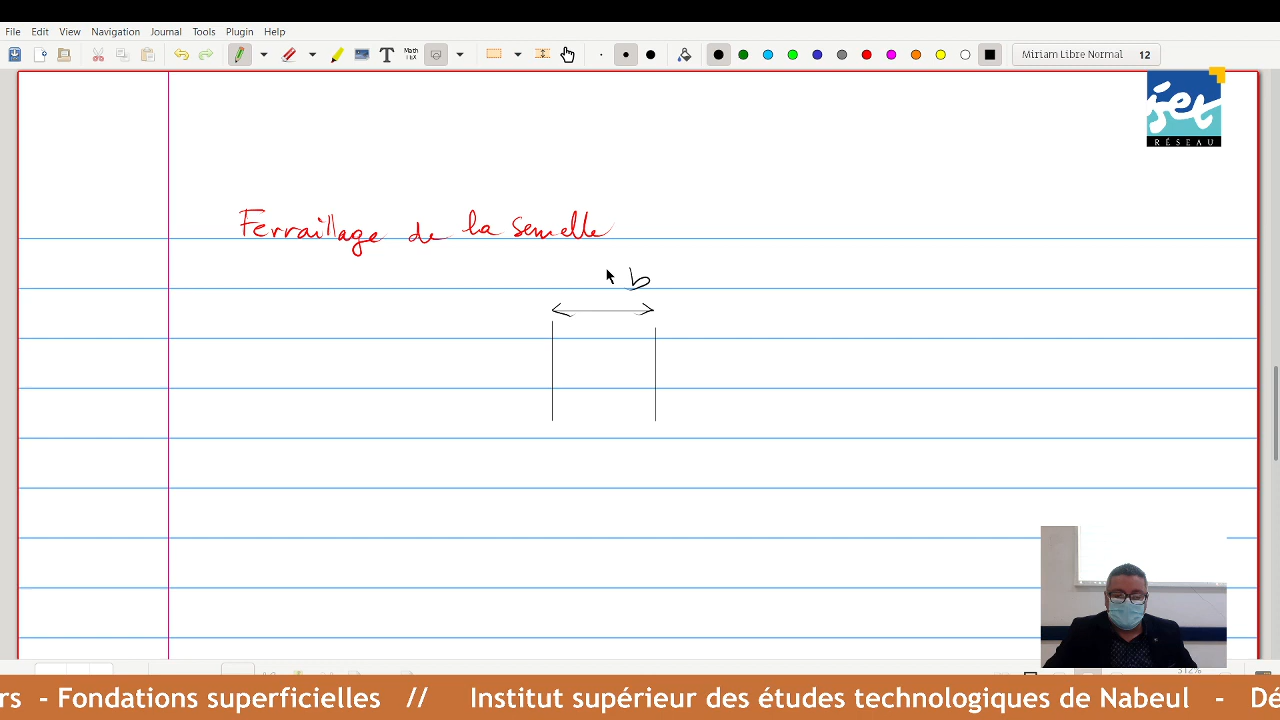 File Edit View Navigation Journal Tools Plugin Help
Miriam Libre Normal 12
iset
RÉSEAU
Ferraillage de la semelle
b
rs - Fondations superficielles // Institut supérieur des études technologiques de Nabeul - Dé